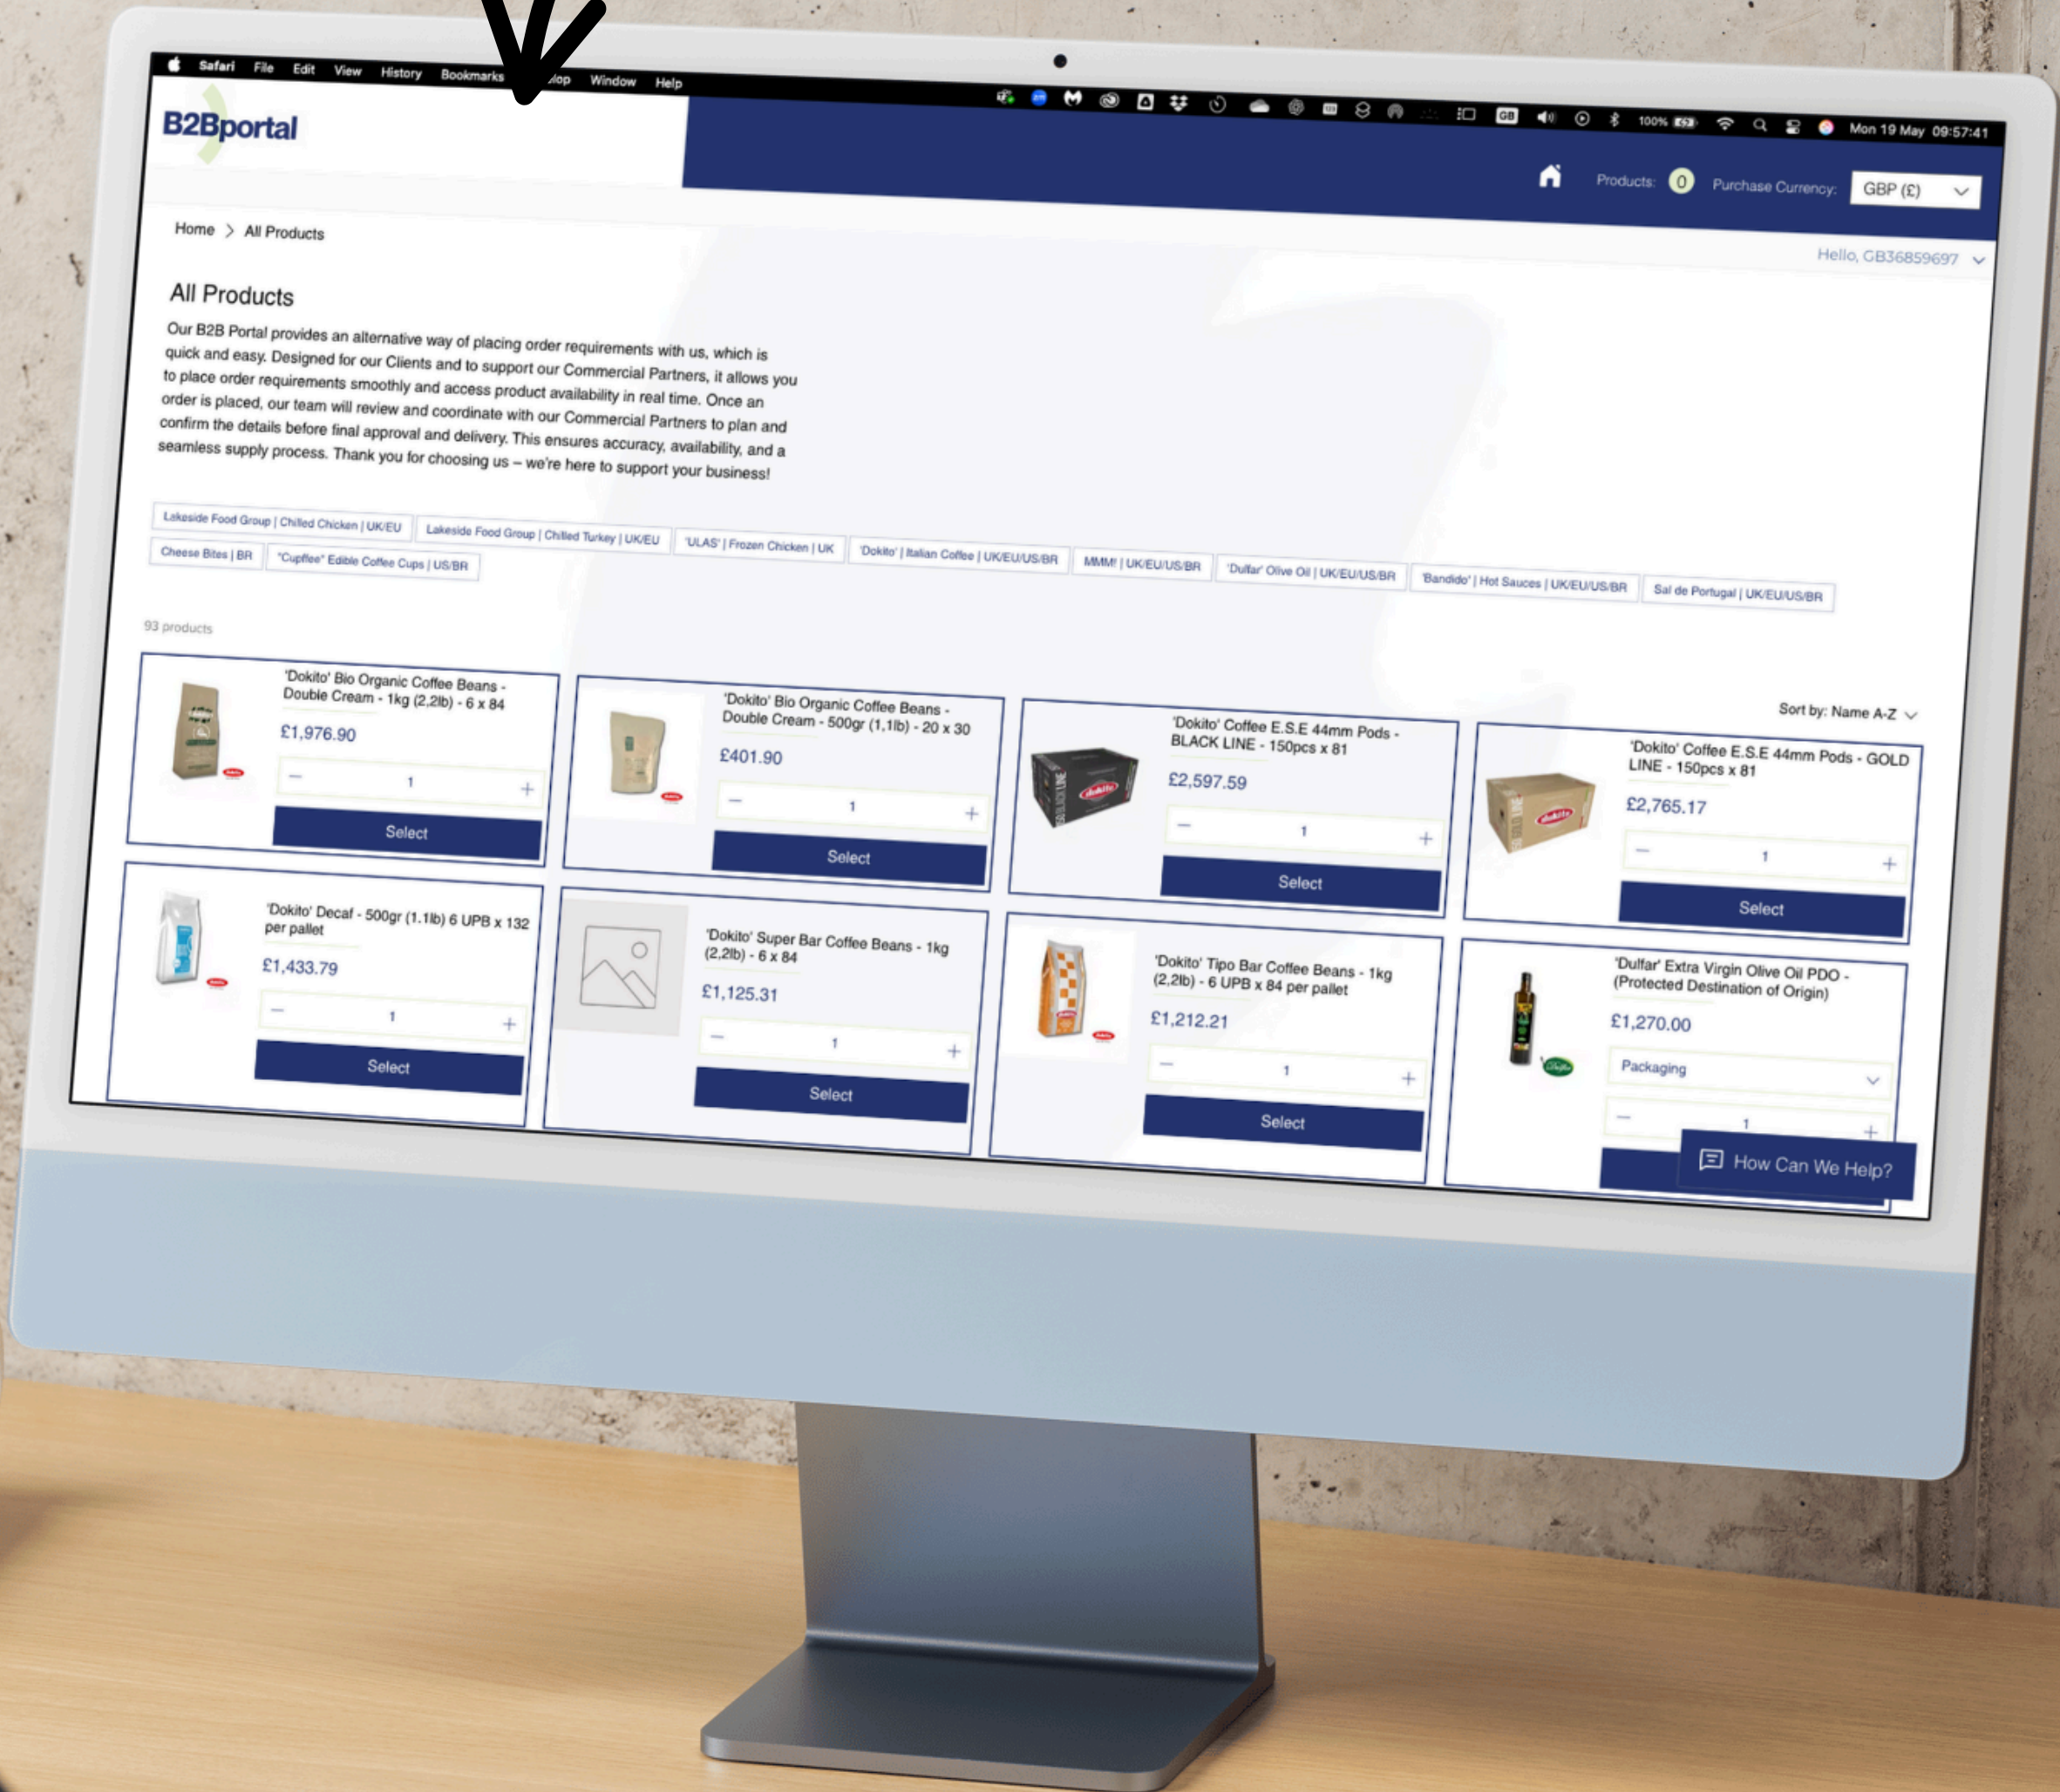 Safari File Edit View History Bookmarks Window Help
GB 100% Mon 19 May 09:57:41
B2Bportal
Products: 0 Purchase Currency: GBP (£)
Hello, GB36859697
Home > All Products
All Products
Our B2B Portal provides an alternative way of placing order requirements with us, which is
quick and easy. Designed for our Clients and to support our Commercial Partners, it allows you
to place order requirements smoothly and access product availability in real time. Once an
order is placed, our team will review and coordinate with our Commercial Partners to plan and
confirm the details before final approval and delivery. This ensures accuracy, availability, and a
seamless supply process. Thank you for choosing us – we're here to support your business!
Lakeside Food Group | Chilled Chicken | UK/EU
Lakeside Food Group | Chilled Turkey | UK/EU
'ULAS' | Frozen Chicken | UK
'Dokito' | Italian Coffee | UK/EU/US/BR
MMM! | UK/EU/US/BR
'Dulfar' Olive Oil | UK/EU/US/BR
'Bandido' | Hot Sauces | UK/EU/US/BR
Sal de Portugal | UK/EU/US/BR
Cheese Bites | BR
"Cupffee" Edible Coffee Cups | US/BR
93 products
Sort by: Name A-Z
'Dokito' Bio Organic Coffee Beans -
Double Cream - 1kg (2,2lb) - 6 x 84
£1,976.90
1
Select
'Dokito' Bio Organic Coffee Beans -
Double Cream - 500gr (1,1lb) - 20 x 30
£401.90
1
Select
'Dokito' Coffee E.S.E 44mm Pods -
BLACK LINE - 150pcs x 81
£2,597.59
1
Select
'Dokito' Coffee E.S.E 44mm Pods - GOLD
LINE - 150pcs x 81
£2,765.17
1
Select
'Dokito' Decaf - 500gr (1.1lb) 6 UPB x 132
per pallet
£1,433.79
1
Select
'Dokito' Super Bar Coffee Beans - 1kg
(2,2lb) - 6 x 84
£1,125.31
1
Select
'Dokito' Tipo Bar Coffee Beans - 1kg
(2,2lb) - 6 UPB x 84 per pallet
£1,212.21
1
Select
'Dulfar' Extra Virgin Olive Oil PDO -
(Protected Destination of Origin)
£1,270.00
Packaging
1
How Can We Help?